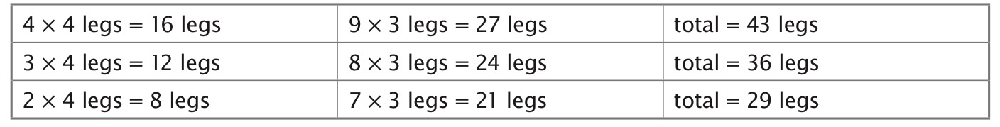 4 × 4 legs = 16 legs 9 × 3 legs = 27 legs total = 43 legs
3 × 4 legs = 12 legs 8 × 3 legs = 24 legs total = 36 legs
2 × 4 legs = 8 legs 7 × 3 legs = 21 legs total = 29 legs